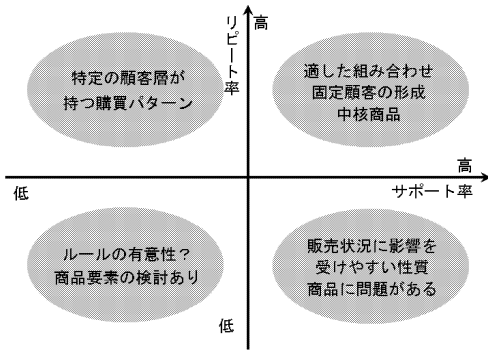 リピート率
高
特定の顧客層が
持つ購買パターン
適した組み合わせ
固定顧客の形成
中核商品
高
低
サポート率
ルールの有意性？
商品要素の検討あり
販売状況に影響を
受けやすい性質
商品に問題がある
低